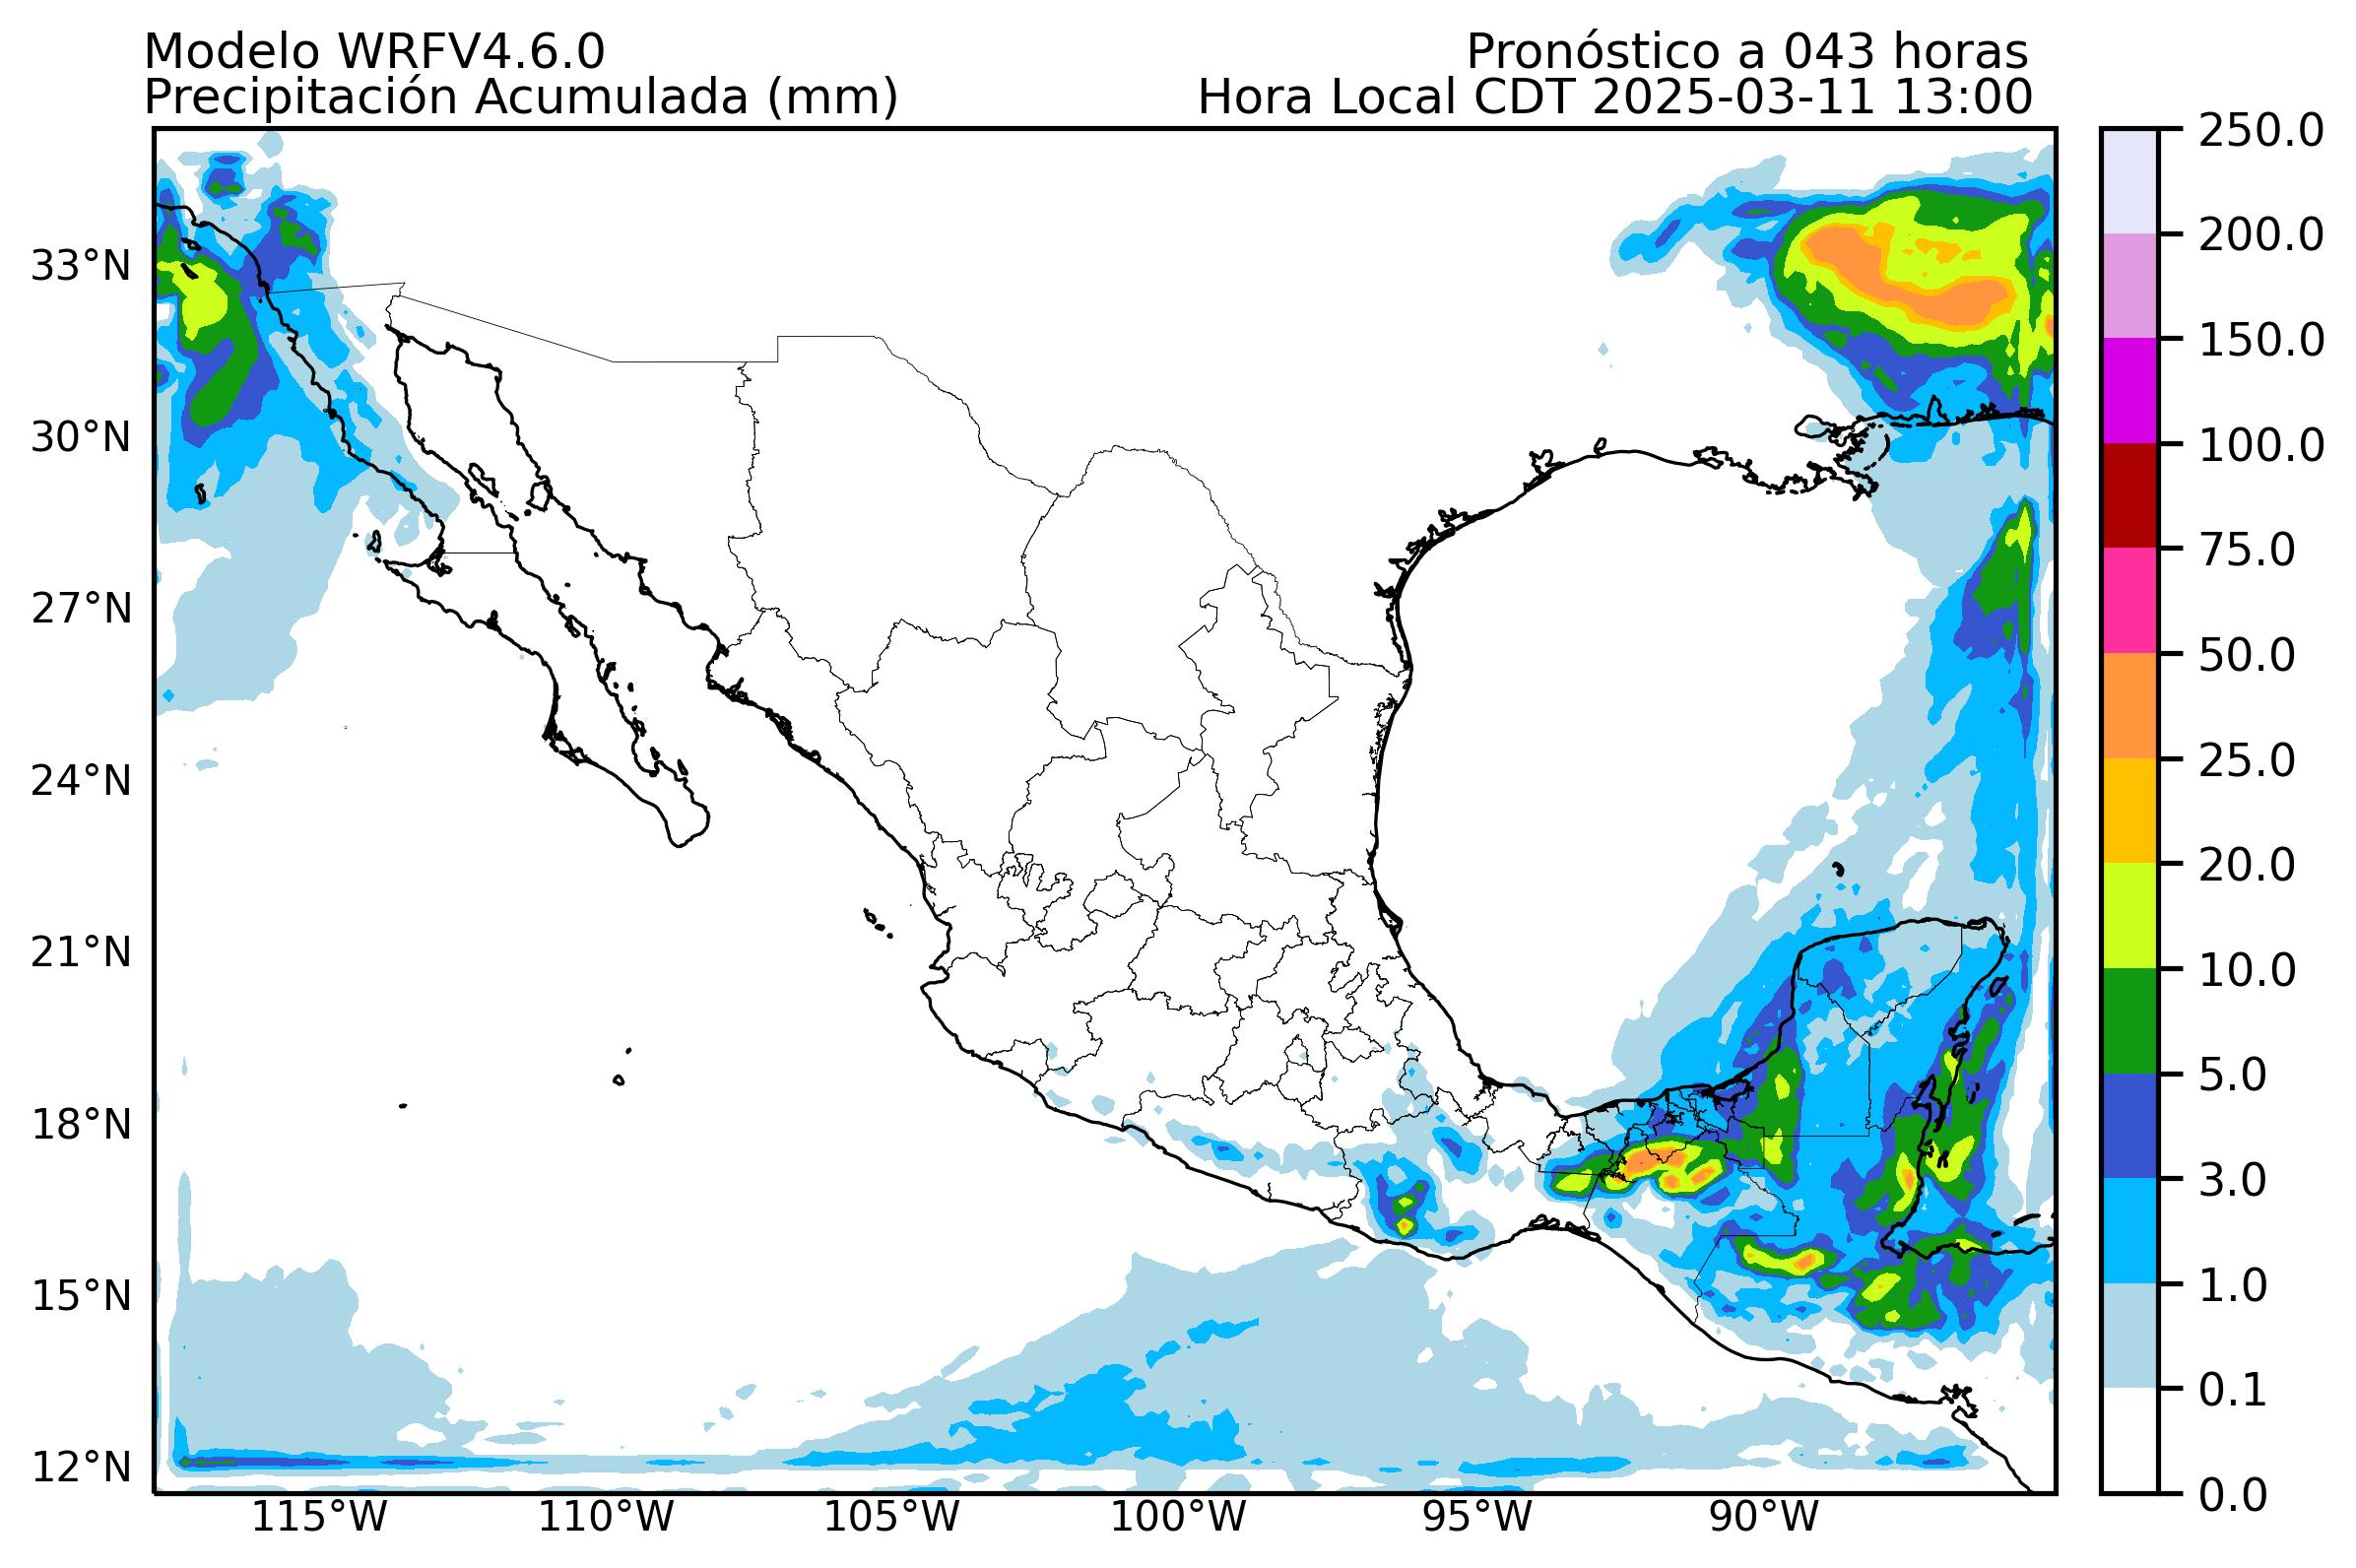 Modelo WRFV4.6.0
Pronóstico a 043 horas
Precipitación Acumulada (mm)
Hora Local CDT 2025-03-11 13:00
33°N
30°N
27°N
24°N
21°N
18°N
15°N
12°N
115°W
110°W
105°W
100°W
95°W
90°W
250.0
200.0
150.0
100.0
75.0
50.0
25.0
20.0
10.0
5.0
3.0
1.0
0.1
0.0